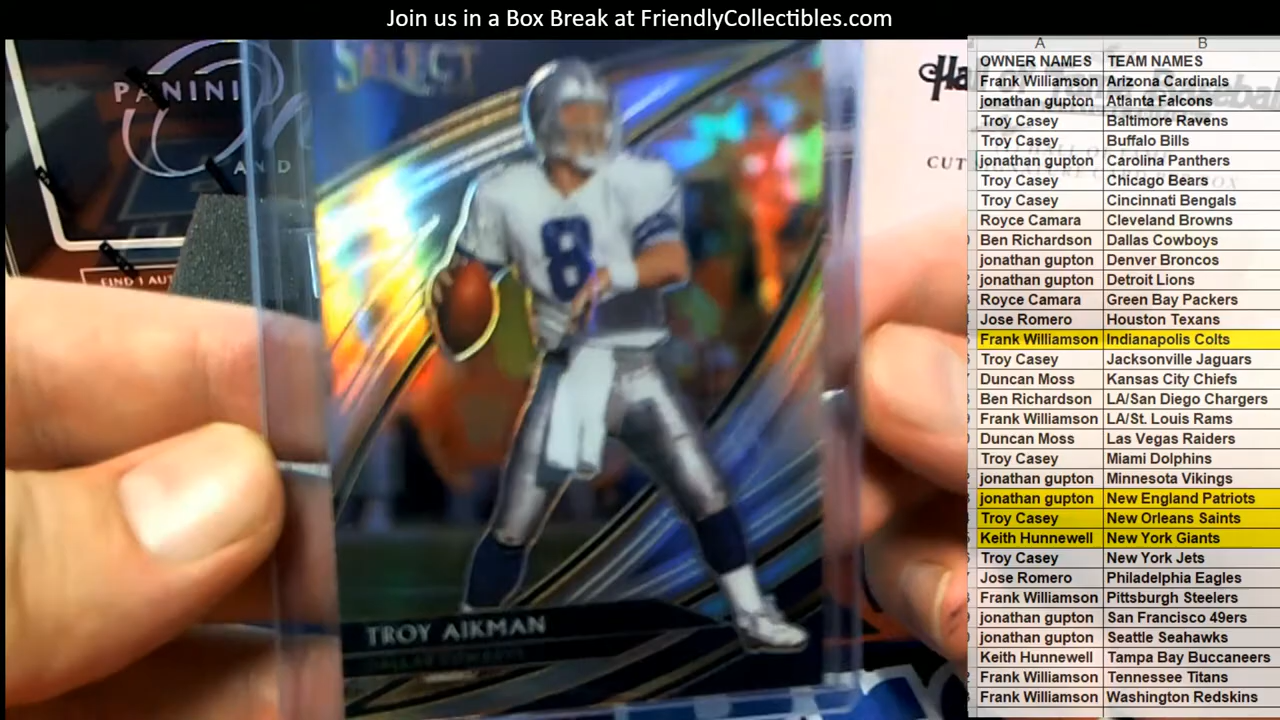 Join us in a Box Break at FriendlyCollectibles.com
SELECT
PANINI
AND
FIND 1 AUT
8
TROY AIKMAN
DALLAS COWBOYS
CUT
A B
OWNER NAMES TEAM NAMES
Frank Williamson Arizona Cardinals
jonathan gupton Atlanta Falcons
Troy Casey Baltimore Ravens
Troy Casey Buffalo Bills
jonathan gupton Carolina Panthers
Troy Casey Chicago Bears
Troy Casey Cincinnati Bengals
Royce Camara Cleveland Browns
Ben Richardson Dallas Cowboys
jonathan gupton Denver Broncos
jonathan gupton Detroit Lions
Royce Camara Green Bay Packers
Jose Romero Houston Texans
Frank Williamson Indianapolis Colts
Troy Casey Jacksonville Jaguars
Duncan Moss Kansas City Chiefs
Ben Richardson LA/San Diego Chargers
Frank Williamson LA/St. Louis Rams
Duncan Moss Las Vegas Raiders
Troy Casey Miami Dolphins
jonathan gupton Minnesota Vikings
jonathan gupton New England Patriots
Troy Casey New Orleans Saints
Keith Hunnewell New York Giants
Troy Casey New York Jets
Jose Romero Philadelphia Eagles
Frank Williamson Pittsburgh Steelers
jonathan gupton San Francisco 49ers
jonathan gupton Seattle Seahawks
Keith Hunnewell Tampa Bay Buccaneers
Frank Williamson Tennessee Titans
Frank Williamson Washington Redskins